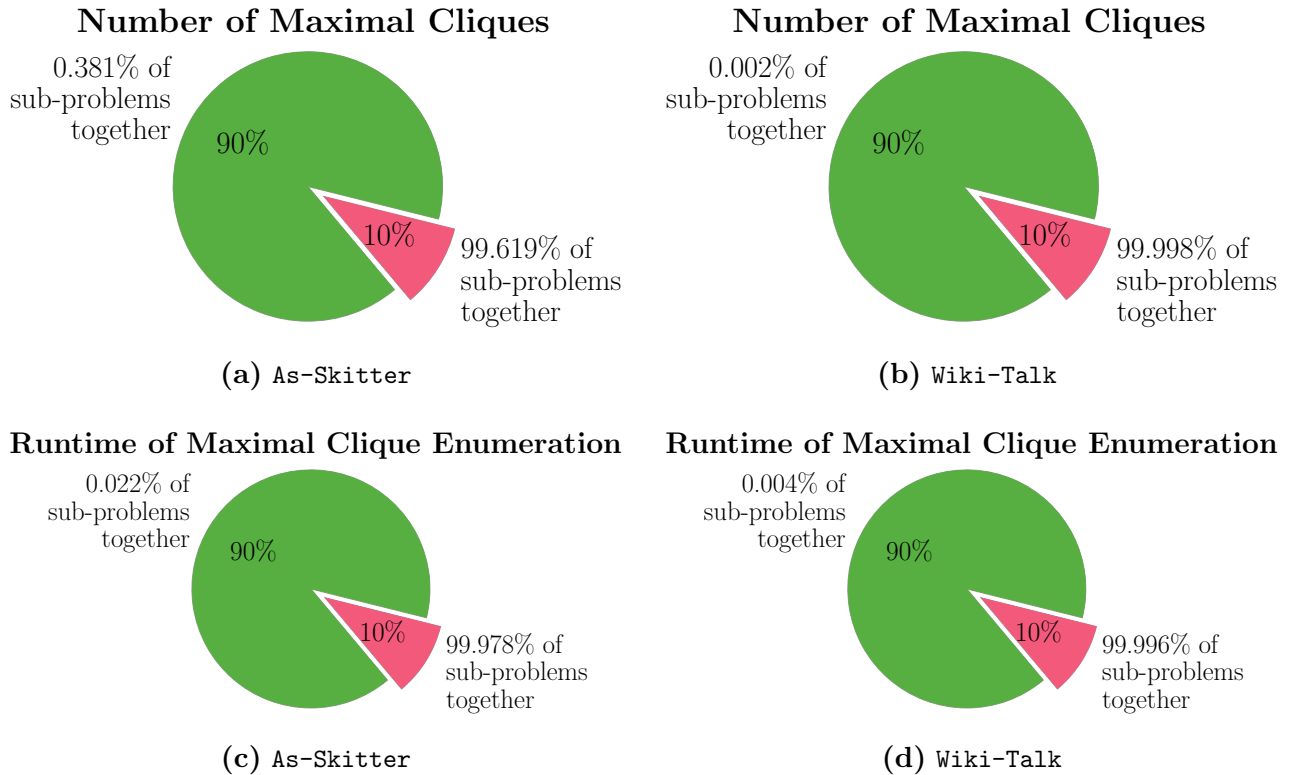 Number of Maximal Cliques
0.381% of
sub-problems
together
90%
10%
99.619% of
sub-problems
together
(a) As-Skitter
Number of Maximal Cliques
0.002% of
sub-problems
together
90%
10%
99.998% of
sub-problems
together
(b) Wiki-Talk
Runtime of Maximal Clique Enumeration
0.022% of
sub-problems
together
90%
10%
99.978% of
sub-problems
together
(c) As-Skitter
Runtime of Maximal Clique Enumeration
0.004% of
sub-problems
together
90%
10%
99.996% of
sub-problems
together
(d) Wiki-Talk